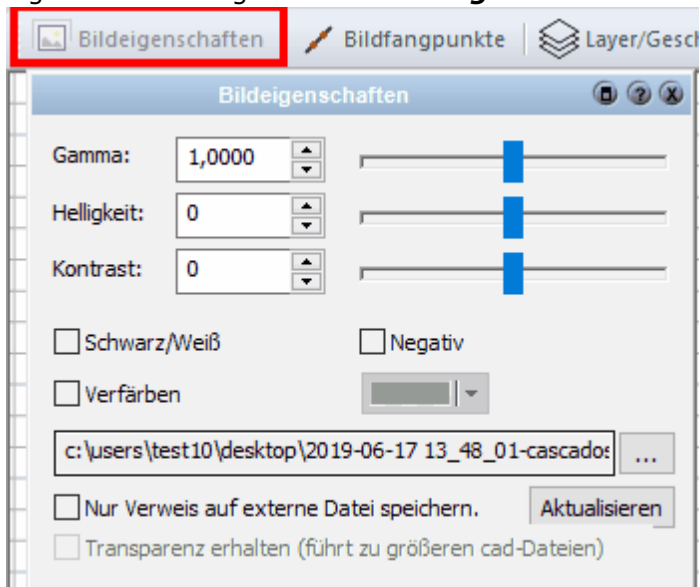 Bildeigenschaften Bildfangpunkte Layer/Gesch
Bildeigenschaften
Gamma: 1,0000
Helligkeit: 0
Kontrast: 0
Schwarz/Weiß Negativ
Verfärben
c:\users\test10\desktop\2019-06-17 13_48_01-cascados ...
Nur Verweis auf externe Datei speichern. Aktualisieren
Transparenz erhalten (führt zu größeren cad-Dateien)